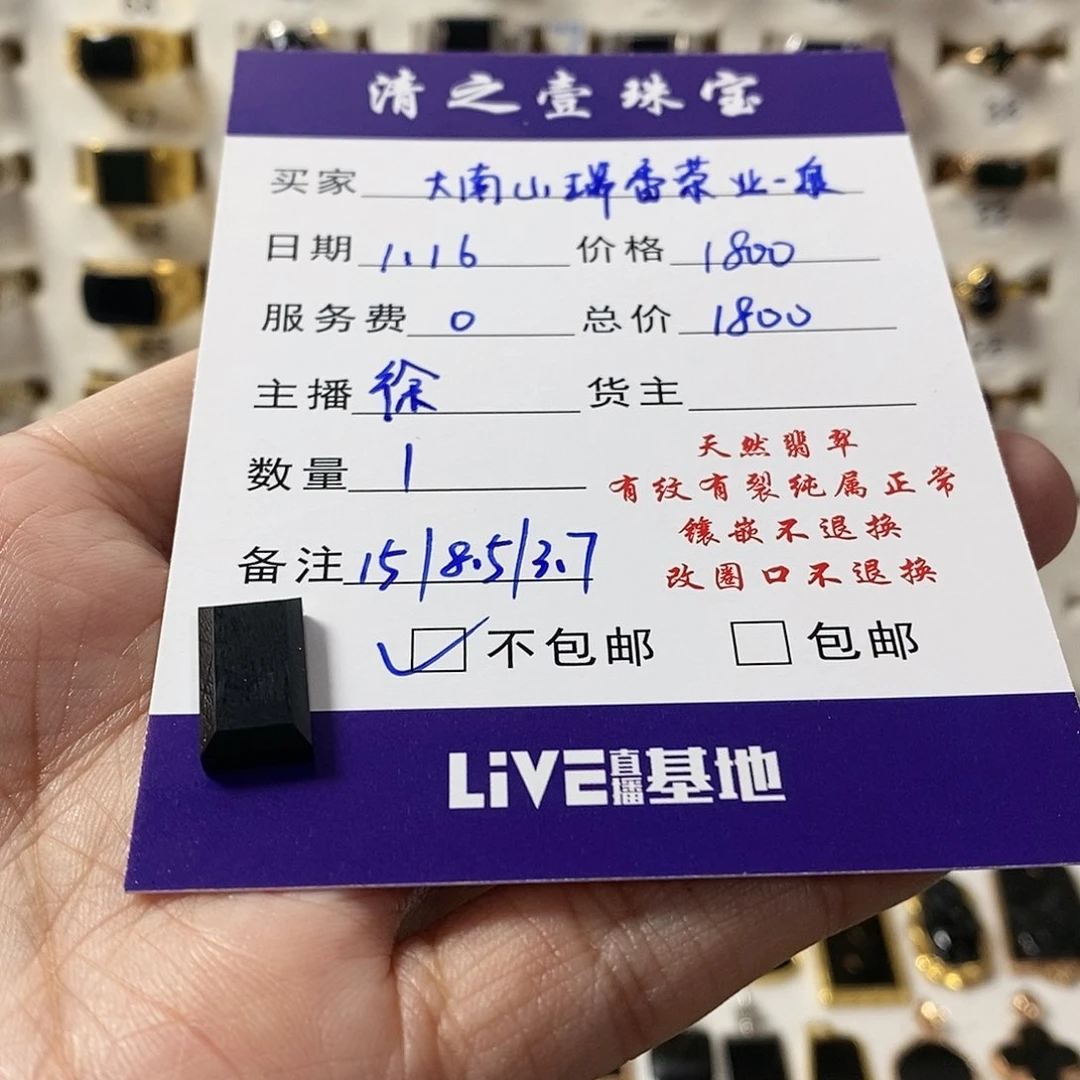 清之壹珠宝
买家 大南山瑞香荣业-
日期 1.16 价格 1800
服务费 0 总价 1800
主播 徐 货主
数量 1
天然翡翠
有纹有裂纯属正常
镶嵌不退换
改圈口不退换
备注 15/8.5/3.7
不包邮 包邮
LiVE直播基地